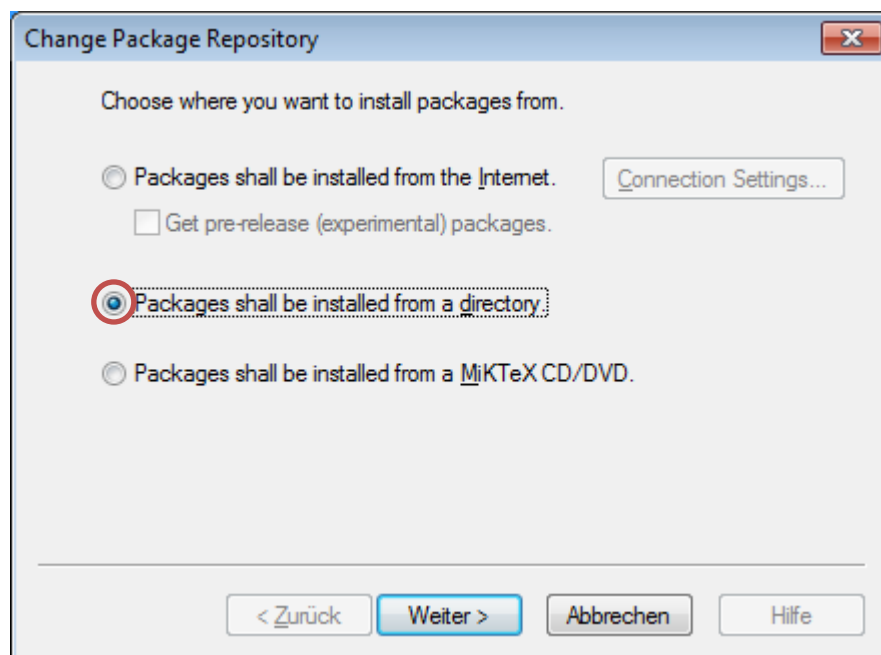 Change Package Repository
Choose where you want to install packages from.
Packages shall be installed from the Internet.
Connection Settings...
Get pre-release (experimental) packages.
Packages shall be installed from a directory.
Packages shall be installed from a MiKTeX CD/DVD.
< Zurück
Weiter >
Abbrechen
Hilfe